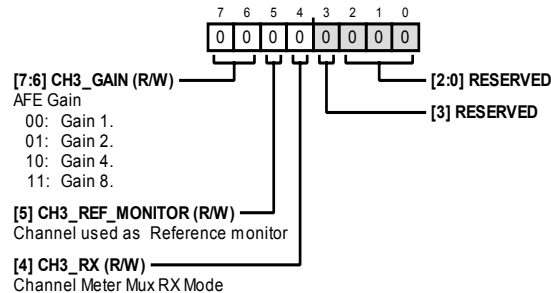 7 6 5 4 3 2 1 0
0 0 0 0 0 0 0 0
[7:6] CH3_GAIN (R/W)
AFE Gain
00: Gain 1.
01: Gain 2.
10: Gain 4.
11: Gain 8.
[5] CH3_REF_MONITOR (R/W)
Channel used as Reference monitor
[4] CH3_RX (R/W)
Channel Meter Mux RX Mode
[2:0] RESERVED
[3] RESERVED